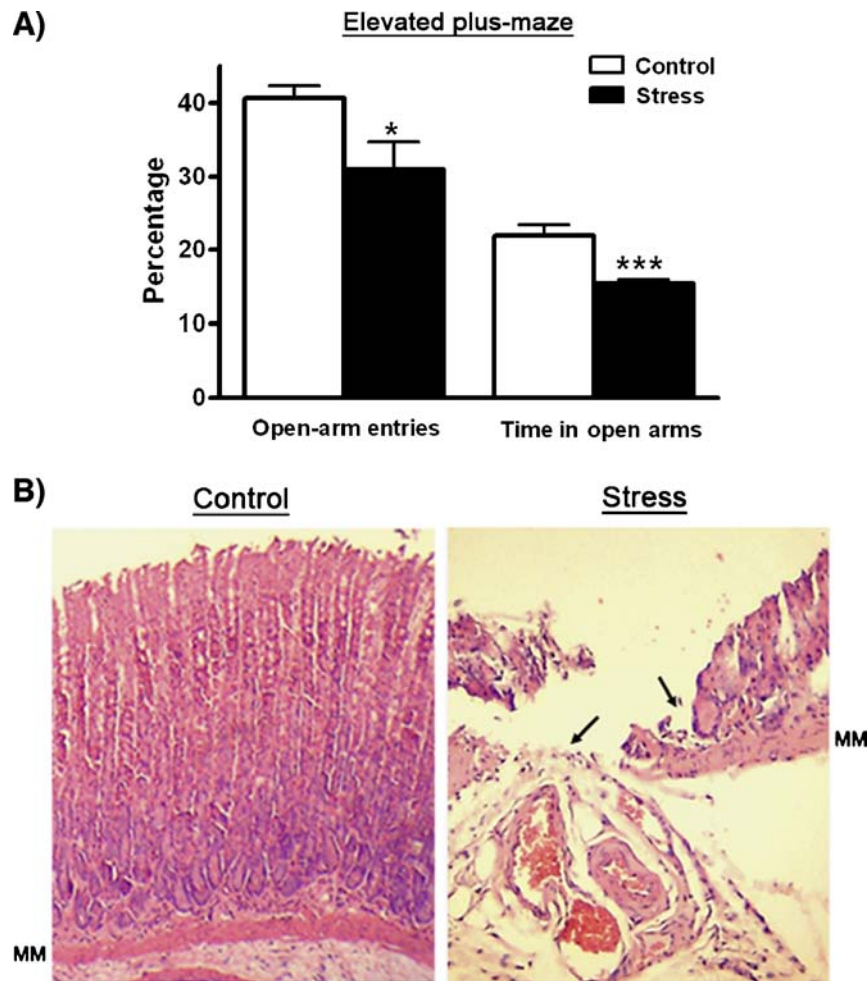 A)
Elevated plus-maze
Control
Stress
Percentage
40
30
20
10
0
*
***
Open-arm entries
Time in open arms
B)
Control
Stress
MM
MM